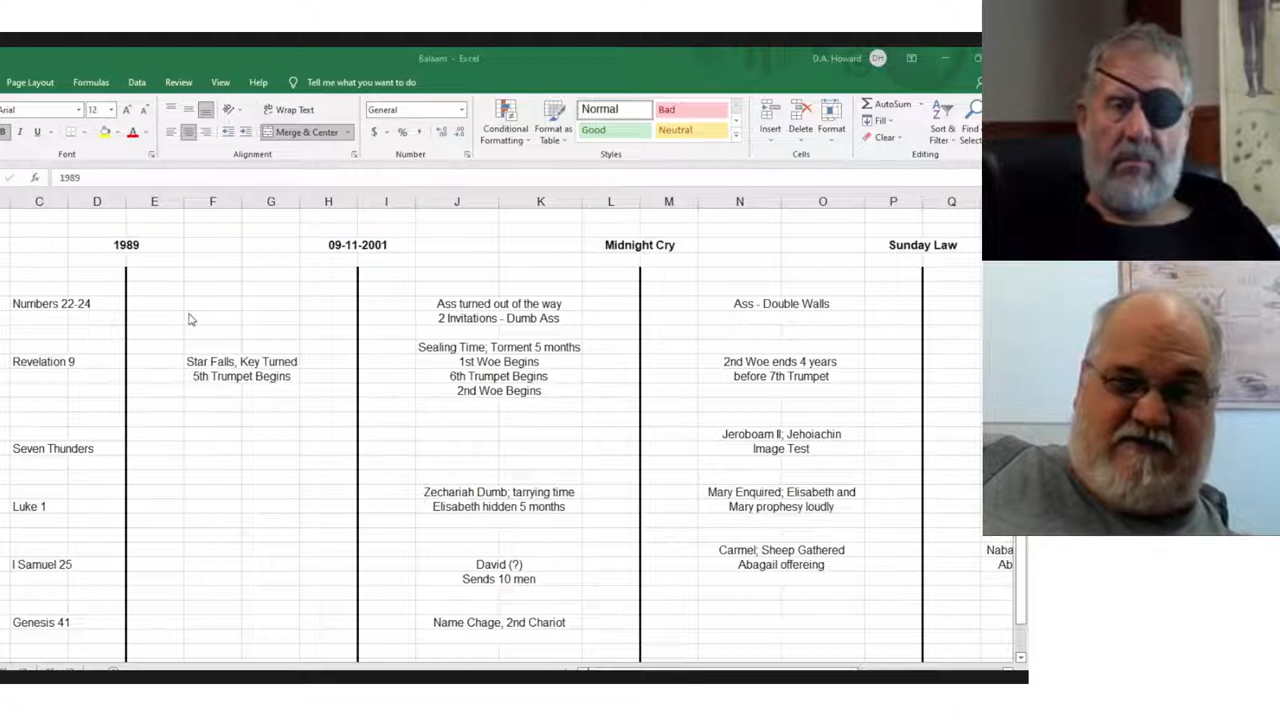 Balaam - Excel
D.A. Howard
DH
Page Layout
Formulas
Data
Review
View
Help
Tell me what you want to do
Arial
12
Wrap Text
General
Normal
Bad
AutoSum
B
I
U
Merge & Center
$
%
Conditional
Formatting
Format as
Table
Good
Neutral
Insert
Delete
Format
Fill
Clear
Sort &
Filter
Find
Selec
Font
Alignment
Number
Styles
Cells
Editing
fx
1989
C
D
E
F
G
H
I
J
K
L
M
N
O
P
Q
1989
09-11-2001
Midnight Cry
Sunday Law
Numbers 22-24
Ass turned out of the way
2 Invitations - Dumb Ass
Ass - Double Walls
Revelation 9
Star Falls, Key Turned
5th Trumpet Begins
Sealing Time; Torment 5 months
1st Woe Begins
6th Trumpet Begins
2nd Woe Begins
2nd Woe ends 4 years
before 7th Trumpet
Seven Thunders
Jeroboam II; Jehoiachin
Image Test
Luke 1
Zechariah Dumb; tarrying time
Elisabeth hidden 5 months
Mary Enquired; Elisabeth and
Mary prophesy loudly
I Samuel 25
David (?)
Sends 10 men
Carmel; Sheep Gathered
Abagail offereing
Naba
Ab
Genesis 41
Name Chage, 2nd Chariot